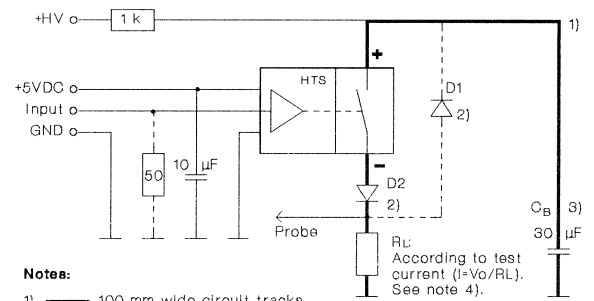 +HV
1 k
1)
HTS
+
+5VDC
Input
GND
D1
2)
50
10 µF
−
D2
2)
Probe
CB 3)
30 µF
RL:
According to test
current (I=Vo/RL).
See note 4).
Notes:
1) 100 mm wide circuit tracks